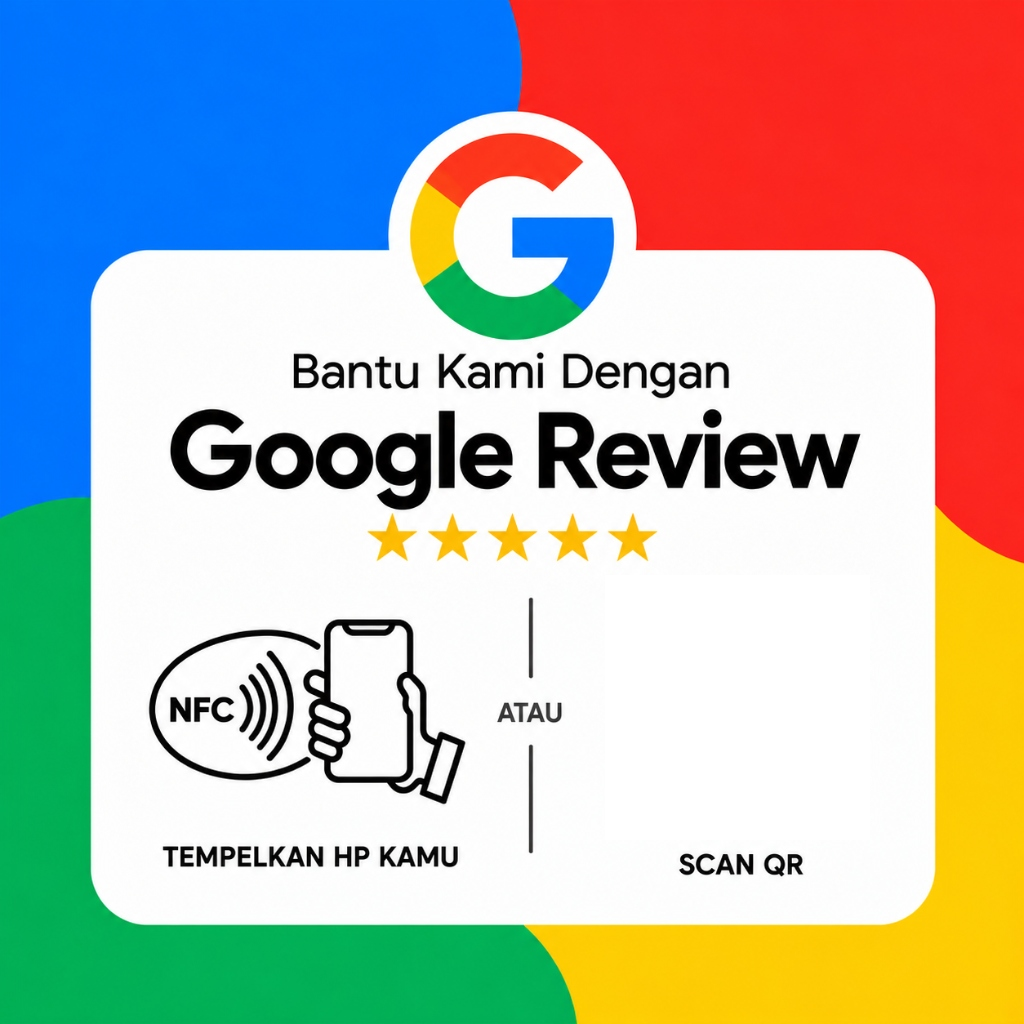 Bantu Kami Dengan
Google Review
NFC
ATAU
TEMPELKAN HP KAMU
SCAN QR